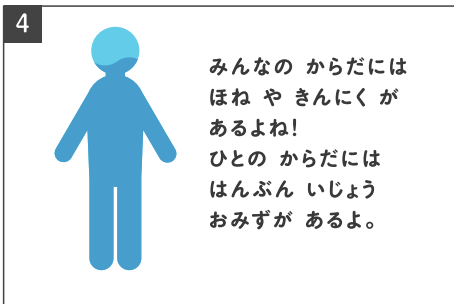 4
みんなの からだには
ほね や きんにく が
あるよね！
ひとの からだには
はんぶん いじょう
おみずが あるよ。